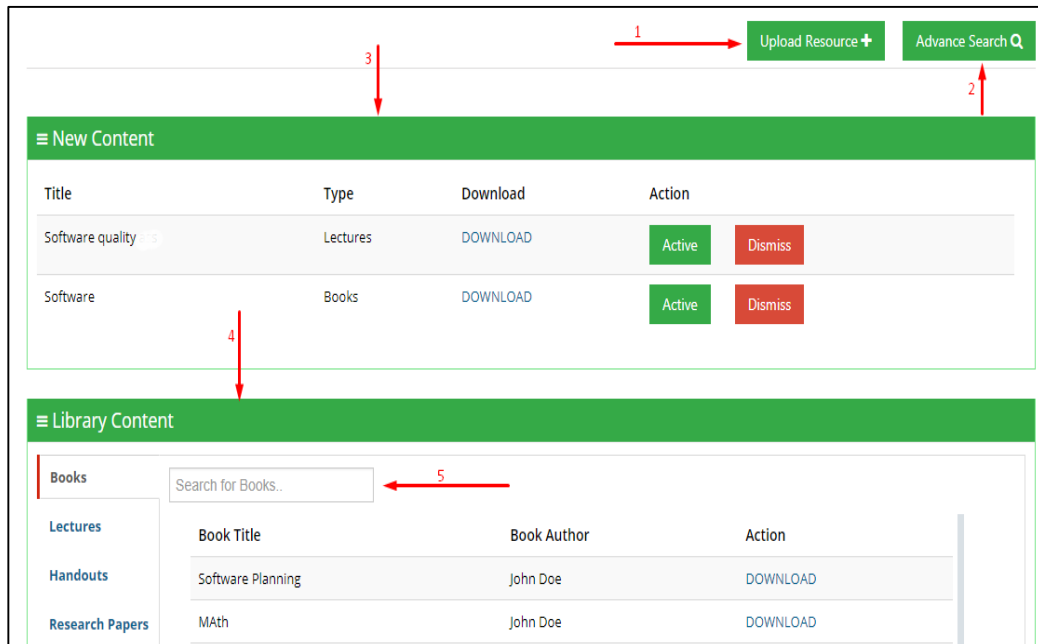 1
Upload Resource
Advance Search
3
2
New Content
Title Type Download Action
Software quality Lectures DOWNLOAD Active Dismiss
Software Books DOWNLOAD Active Dismiss
4
Library Content
Books
Search for Books..
5
Lectures
Book Title Book Author Action
Handouts
Software Planning John Doe DOWNLOAD
Research Papers
MAth John Doe DOWNLOAD